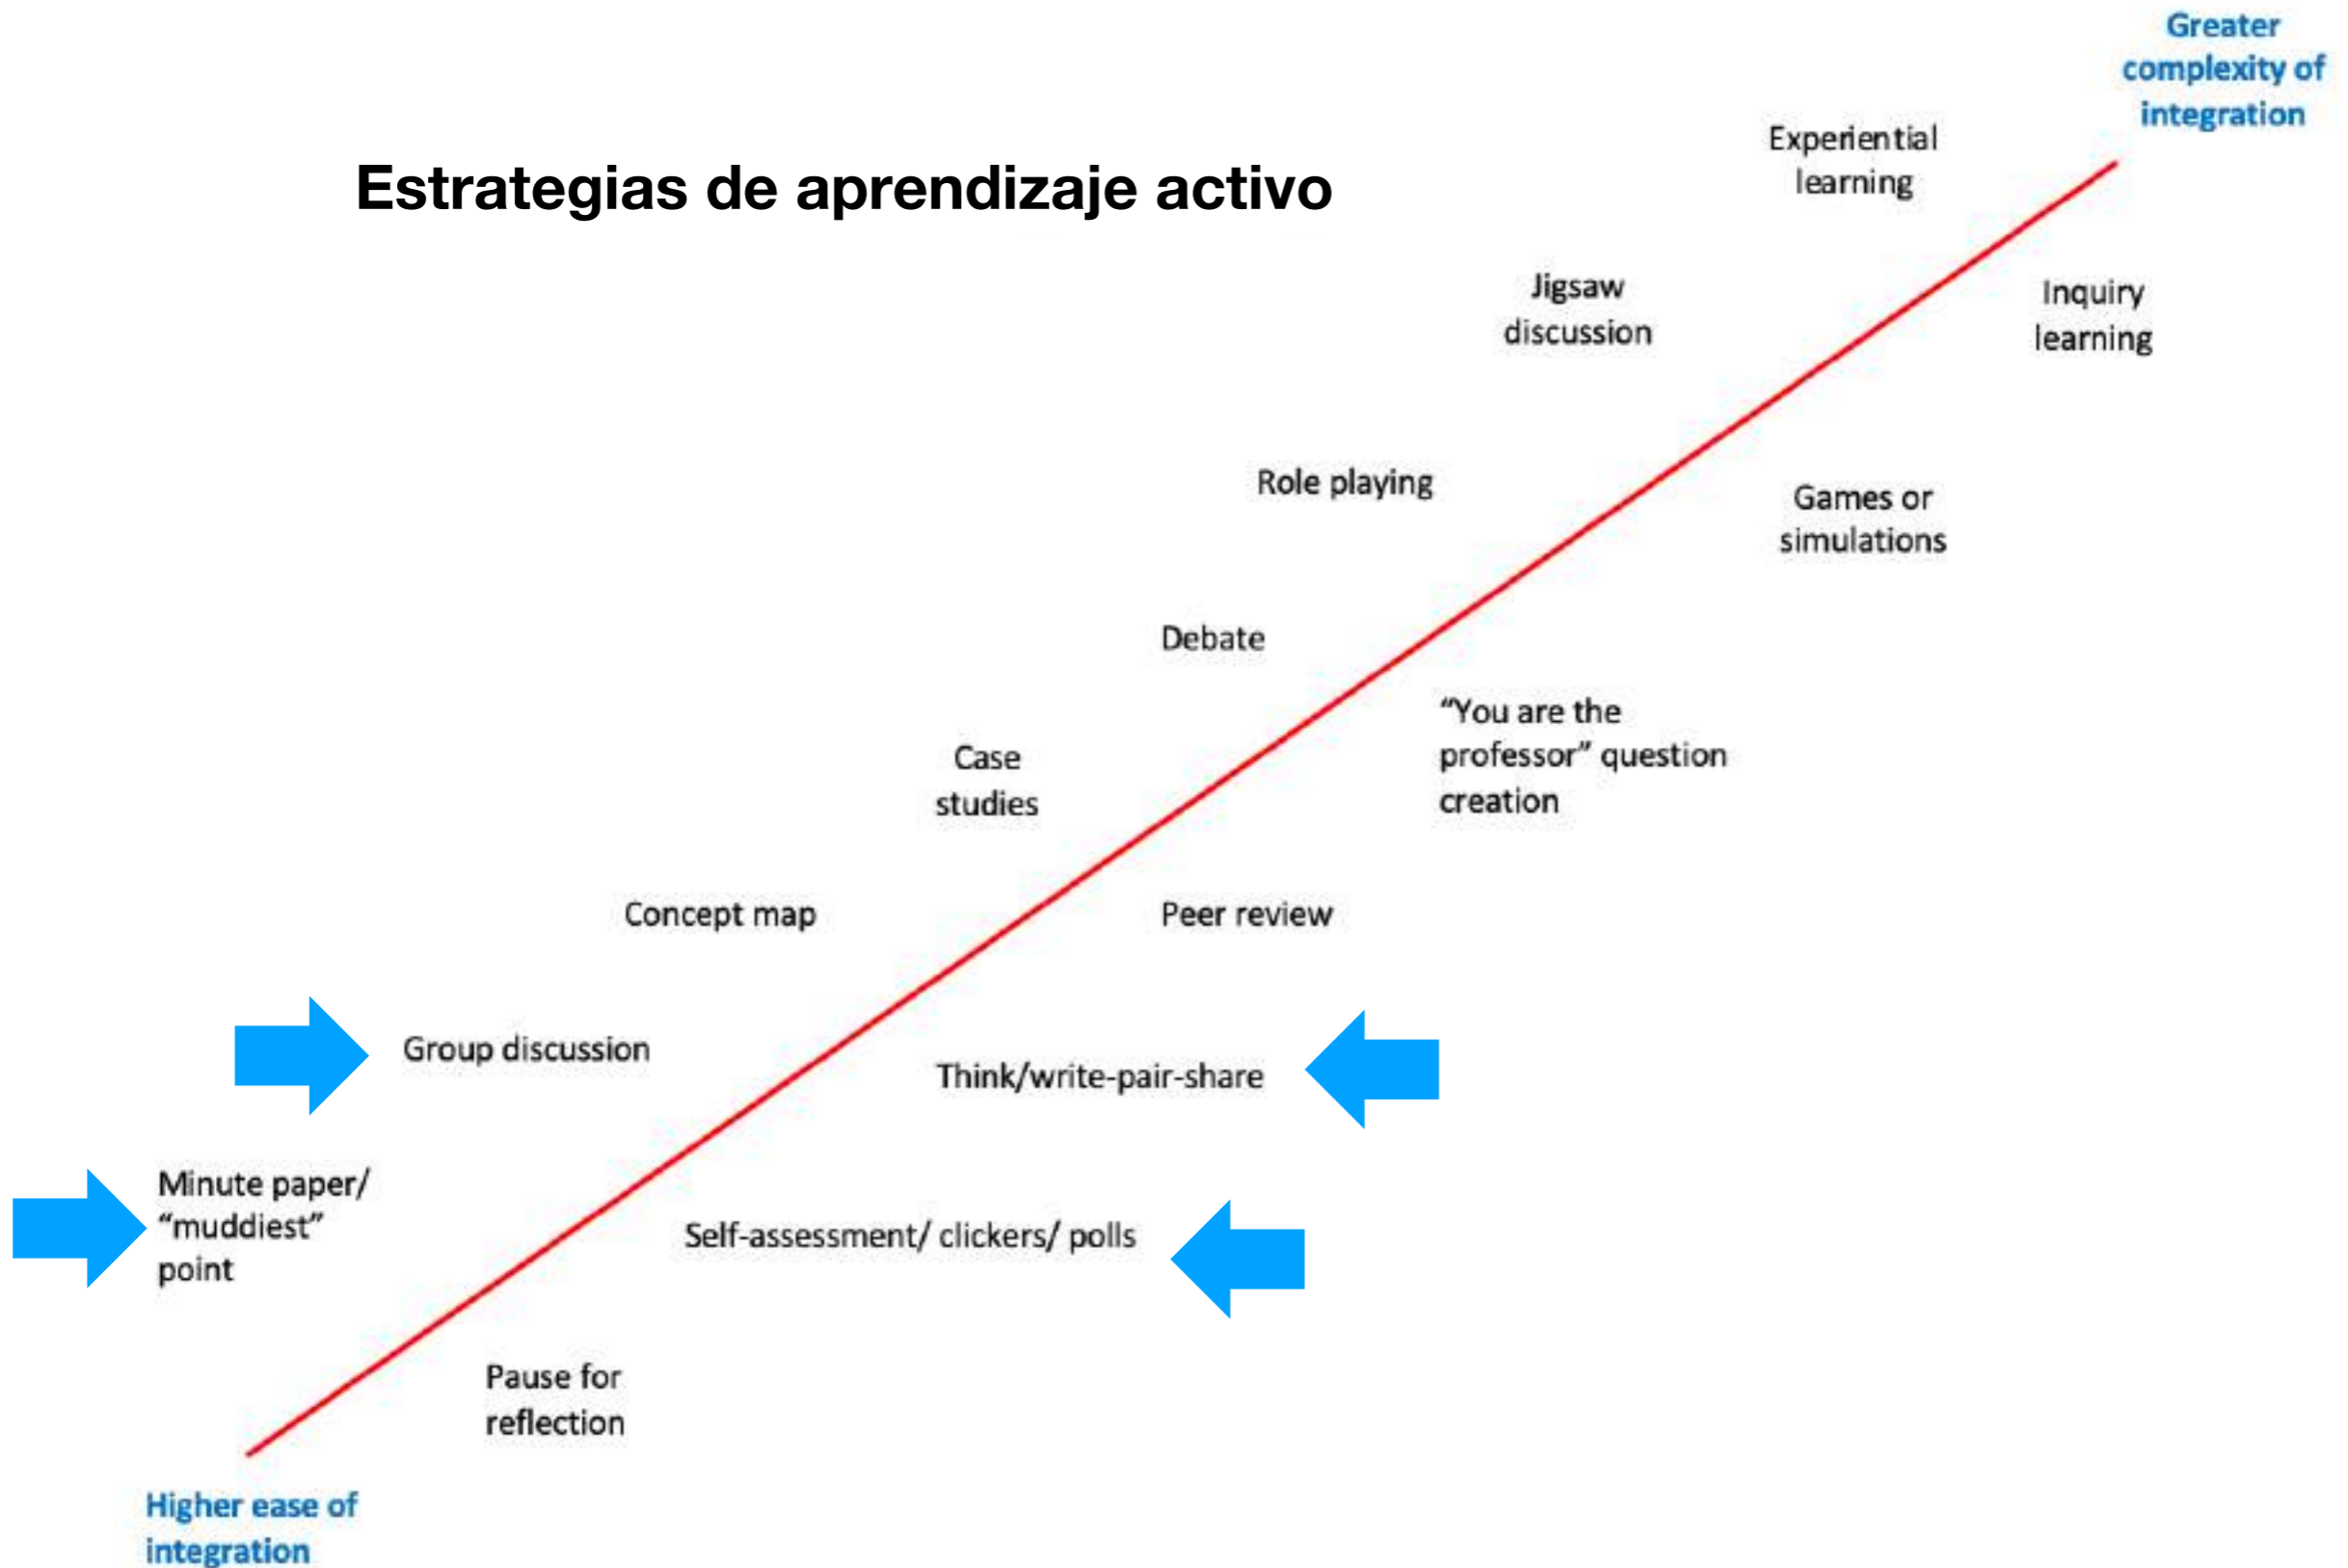 Greater
complexity of
integration
Experiential
learning
Estrategias de aprendizaje activo
Jigsaw
discussion
Inquiry
learning
Role playing
Games or
simulations
Debate
“You are the
professor” question
creation
Case
studies
Concept map
Peer review
Group discussion
Think/write-pair-share
Minute paper/
“muddiest”
point
Self-assessment/ clickers/ polls
Pause for
reflection
Higher ease of
integration